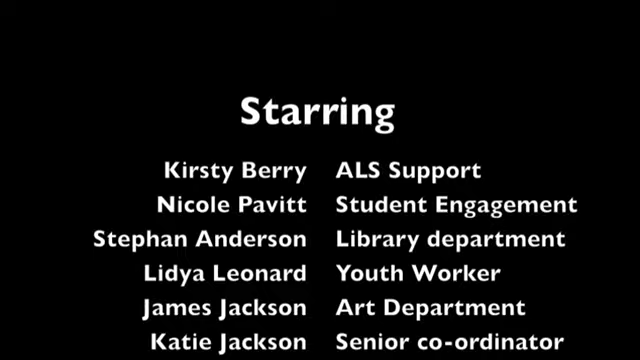 Starring
Kirsty Berry ALS Support
Nicole Pavitt Student Engagement
Stephan Anderson Library department
Lidya Leonard Youth Worker
James Jackson Art Department
Katie Jackson Senior co-ordinator